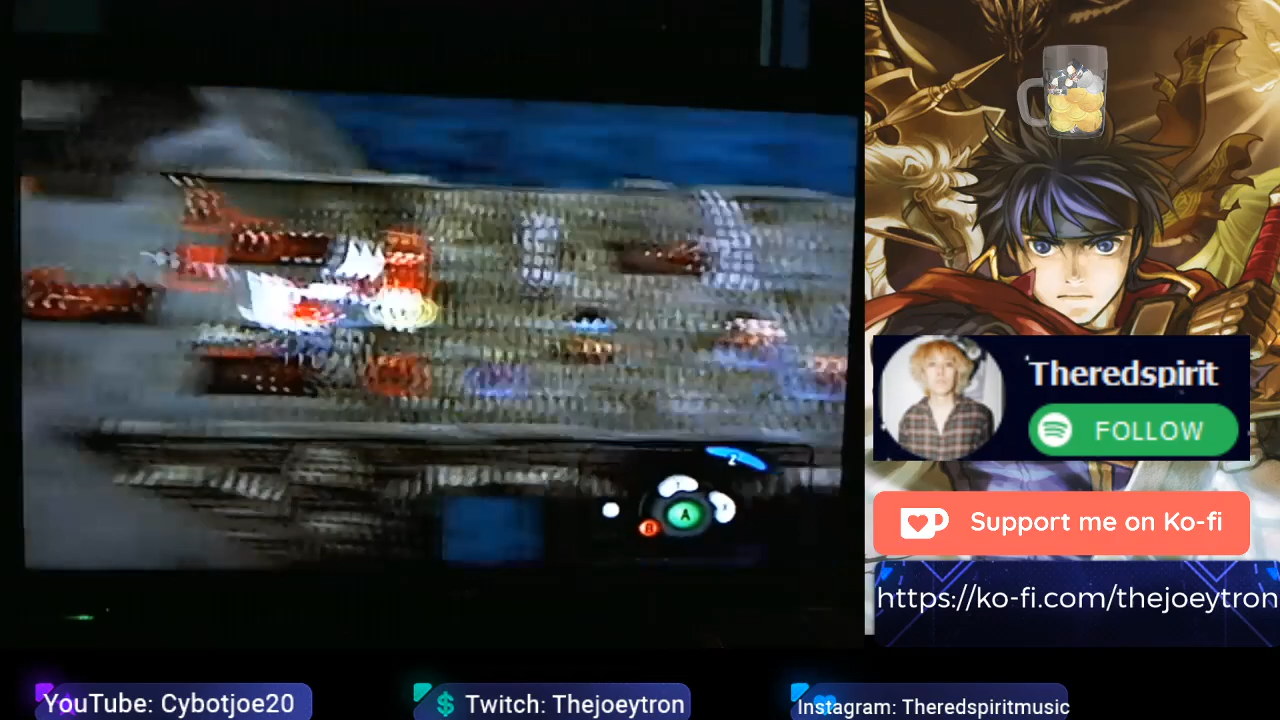 Theredspirit
FOLLOW
Z
Y
X
A
B
Support me on Ko-fi
https://ko-fi.com/thejoeytron
YouTube: Cybotjoe20
Twitch: Thejoeytron
Instagram: Theredspiritmusic